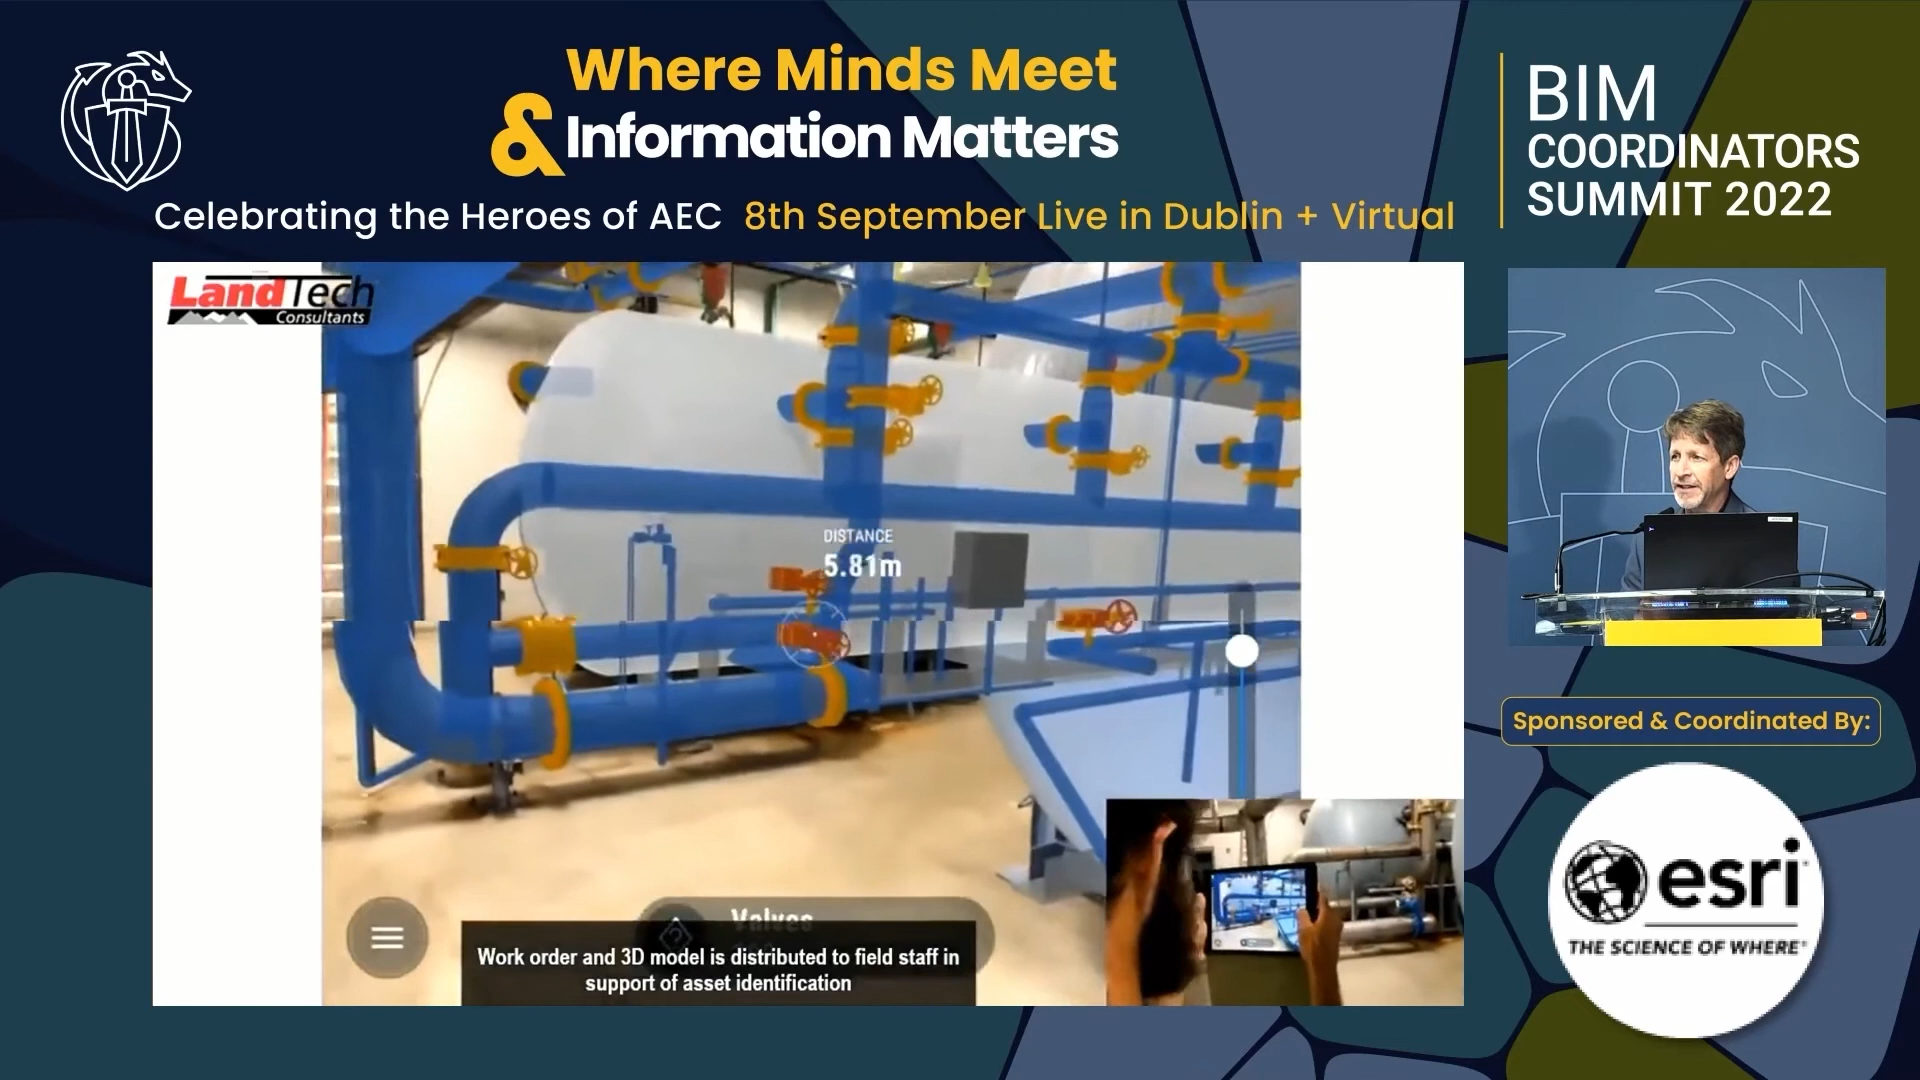 Where Minds Meet
& Information Matters
Celebrating the Heroes of AEC 8th September Live in Dublin + Virtual
BIM
COORDINATORS
SUMMIT 2022
LandTech
Consultants
DISTANCE
5.81m
Valves
Work order and 3D model is distributed to field staff in
support of asset identification
Sponsored & Coordinated By:
esri
THE SCIENCE OF WHERE®